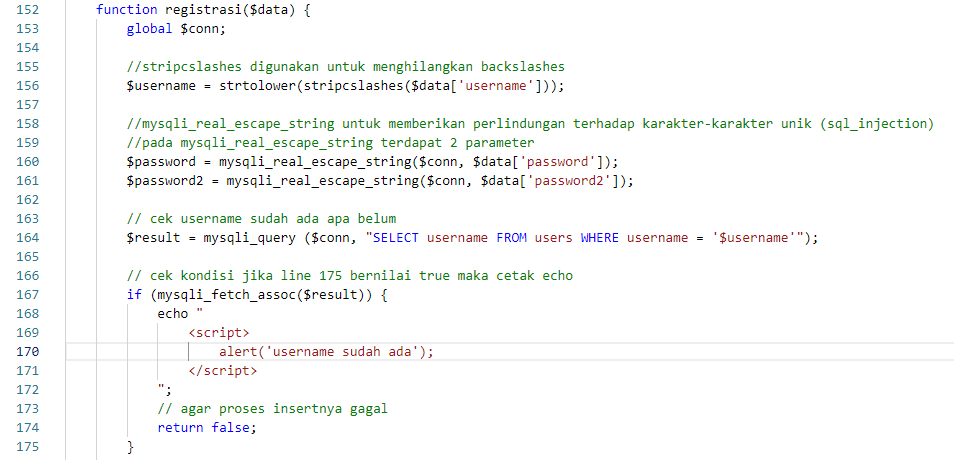 152 function registrasi($data) {
153 global $conn;
154
155 //stripcslashes digunakan untuk menghilangkan backslashes
156 $username = strtolower(stripcslashes($data['username']));
157
158 //mysqli_real_escape_string untuk memberikan perlindungan terhadap karakter-karakter unik (sql_injection)
159 //pada mysqli_real_escape_string terdapat 2 parameter
160 $password = mysqli_real_escape_string($conn, $data['password']);
161 $password2 = mysqli_real_escape_string($conn, $data['password2']);
162
163 // cek username sudah ada apa belum
164 $result = mysqli_query ($conn, "SELECT username FROM users WHERE username = '$username'");
165
166 // cek kondisi jika line 175 bernilai true maka cetak echo
167 if (mysqli_fetch_assoc($result)) {
168 echo "
169 <script>
170 alert('username sudah ada');
171 </script>
172 ";
173 // agar proses insertnya gagal
174 return false;
175 }